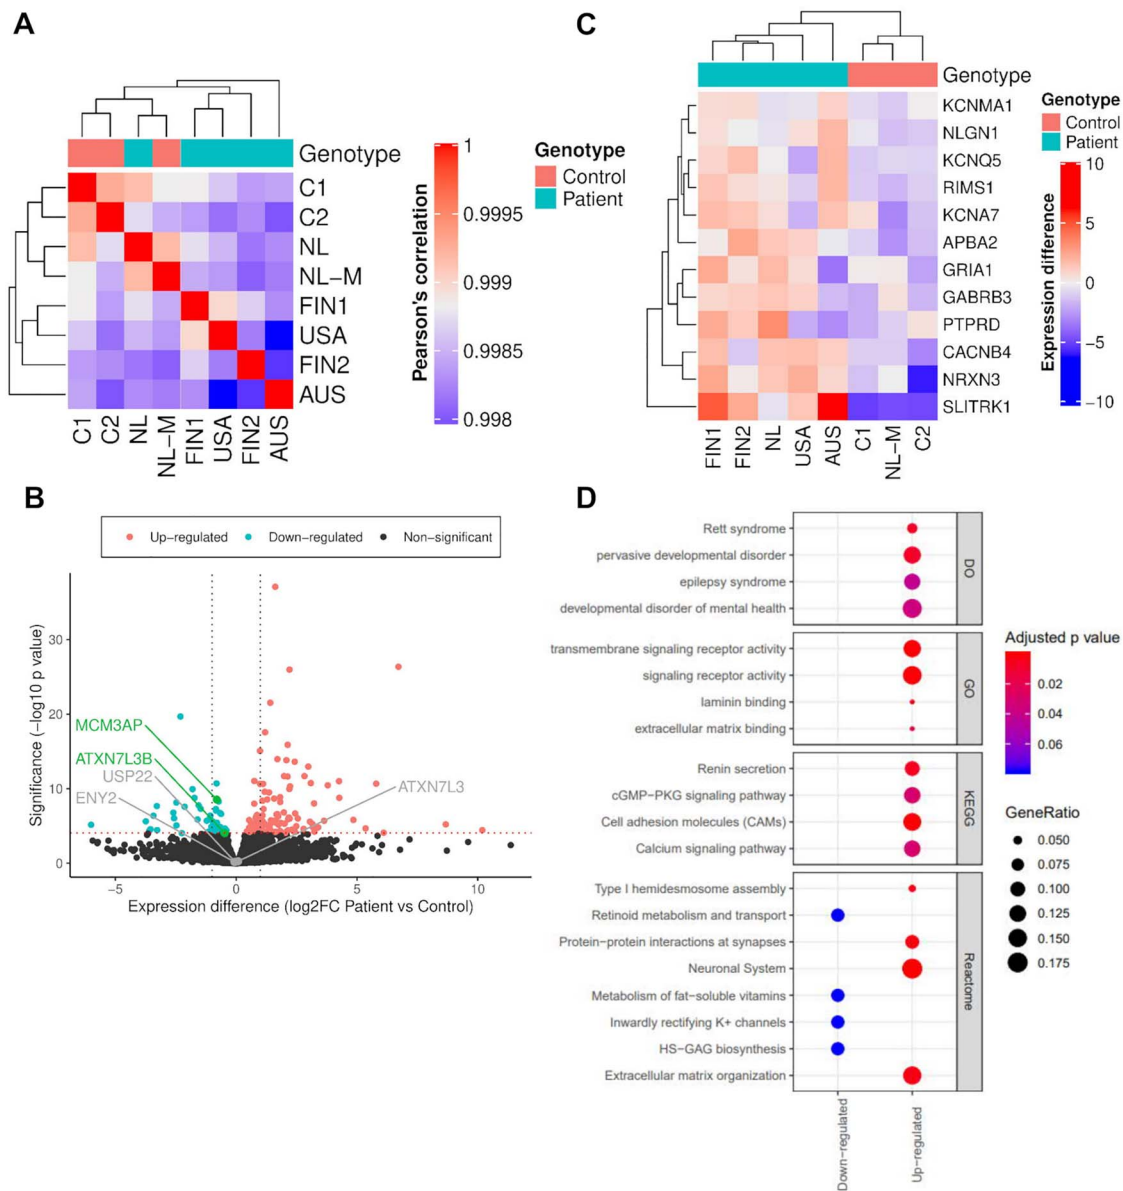 A
Genotype
C1
C2
NL
NL−M
FIN1
USA
FIN2
AUS
C1
C2
NL
NL−M
FIN1
USA
FIN2
AUS
Pearson's correlation
1
0.9995
0.999
0.9985
0.998
Genotype
Control
Patient
C
Genotype
KCNMA1
NLGN1
KCNQ5
RIMS1
KCNA7
APBA2
GRIA1
GABRB3
PTPRD
CACNB4
NRXN3
SLITRK1
FIN1
FIN2
NL
USA
AUS
C1
NL−M
C2
Genotype
Control
Patient
Expression difference
10
5
0
−5
−10
B
Up−regulated
Down−regulated
Non−significant
Significance (−log10 p value)
30
20
10
0
MCM3AP
ATXN7L3B
USP22
ENY2
ATXN7L3
−5
0
5
10
Expression difference (log2FC Patient vs Control)
D
Rett syndrome
pervasive developmental disorder
epilepsy syndrome
developmental disorder of mental health
DO
transmembrane signaling receptor activity
signaling receptor activity
laminin binding
extracellular matrix binding
GO
Renin secretion
cGMP−PKG signaling pathway
Cell adhesion molecules (CAMs)
Calcium signaling pathway
KEGG
Type I hemidesmosome assembly
Retinoid metabolism and transport
Protein−protein interactions at synapses
Neuronal System
Metabolism of fat−soluble vitamins
Inwardly rectifying K+ channels
HS−GAG biosynthesis
Extracellular matrix organization
Reactome
Down−regulated
Up−regulated
Adjusted p value
0.02
0.04
0.06
GeneRatio
0.050
0.075
0.100
0.125
0.150
0.175